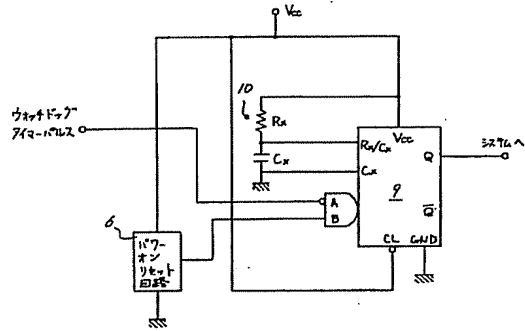 Vcc
10
ウォッチドッグ
タイマーパルス
Rx
Cx
Rx/Cx
Vcc
Q
システムへ
Cx
9
A
B
Q̅
6
パワー
オン
リセット
回路
CL
GND